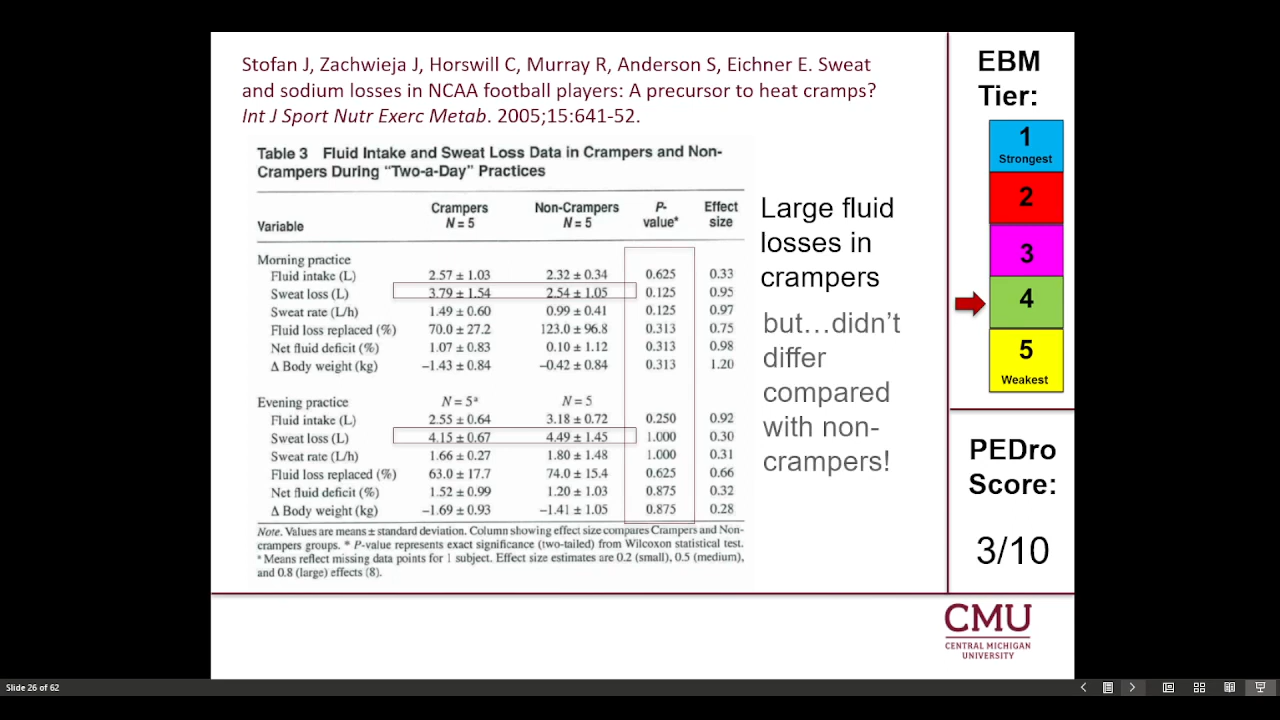 Stofan J, Zachwieja J, Horswill C, Murray R, Anderson S, Eichner E. Sweat
and sodium losses in NCAA football players: A precursor to heat cramps?
Int J Sport Nutr Exerc Metab. 2005;15:641-52.
Table 3 Fluid Intake and Sweat Loss Data in Crampers and Non-
Crampers During “Two-a-Day” Practices
Variable Crampers N = 5 Non-Crampers N = 5 P-value* Effect size
Morning practice
Fluid intake (L) 2.57 ± 1.03 2.32 ± 0.34 0.625 0.33
Sweat loss (L) 3.79 ± 1.54 2.54 ± 1.05 0.125 0.95
Sweat rate (L/h) 1.49 ± 0.60 0.99 ± 0.41 0.125 0.97
Fluid loss replaced (%) 70.0 ± 27.2 123.0 ± 96.8 0.313 0.75
Net fluid deficit (%) 1.07 ± 0.83 0.10 ± 1.12 0.313 0.98
Δ Body weight (kg) −1.43 ± 0.84 −0.42 ± 0.84 0.313 1.20
Evening practice N = 5ª N = 5
Fluid intake (L) 2.55 ± 0.64 3.18 ± 0.72 0.250 0.92
Sweat loss (L) 4.15 ± 0.67 4.49 ± 1.45 1.000 0.30
Sweat rate (L/h) 1.66 ± 0.27 1.80 ± 1.48 1.000 0.31
Fluid loss replaced (%) 63.0 ± 17.7 74.0 ± 15.4 0.625 0.66
Net fluid deficit (%) 1.52 ± 0.99 1.20 ± 1.03 0.875 0.32
Δ Body weight (kg) −1.69 ± 0.93 −1.41 ± 1.05 0.875 0.28
Note. Values are means ± standard deviation. Column showing effect size compares Crampers and Non-
crampers groups. * P-value represents exact significance (two-tailed) from Wilcoxon statistical test.
ª Means reflect missing data points for 1 subject. Effect size estimates are 0.2 (small), 0.5 (medium),
and 0.8 (large) effects (8).
Large fluid
losses in
crampers
but…didn’t
differ
compared
with non-
crampers!
EBM
Tier:
1
Strongest
2
3
4
5
Weakest
PEDro
Score:
3/10
CMU
CENTRAL MICHIGAN
UNIVERSITY
Slide 26 of 62